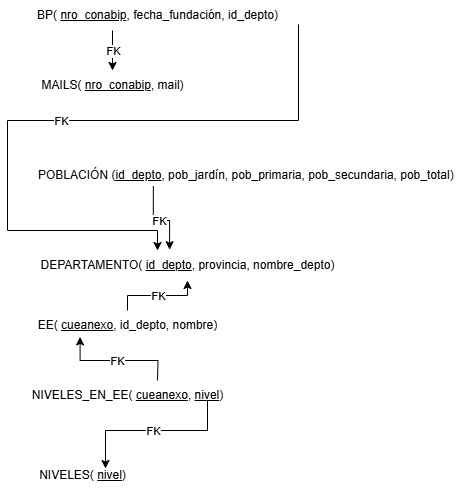 BP( nro_conabip, fecha_fundación, id_depto)
FK
MAILS( nro_conabip, mail)
FK
POBLACIÓN (id_depto, pob_jardín, pob_primaria, pob_secundaria, pob_total)
FK
DEPARTAMENTO( id_depto, provincia, nombre_depto)
FK
EE( cueanexo, id_depto, nombre)
FK
NIVELES_EN_EE( cueanexo, nivel)
FK
NIVELES( nivel)